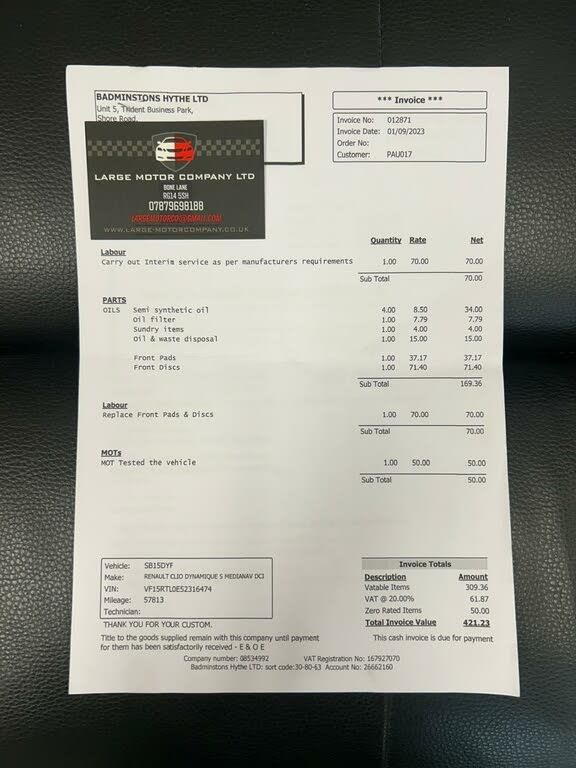 BADMINSTONS HYTHE LTD
Unit 5, Trident Business Park,
Shore Road,
LARGE MOTOR COMPANY LTD
BONE LANE
RG14 5SH
07879698188
LARGEMOTORCO@GMAIL.COM
WWW.LARGE-MOTORCOMPANY.CO.UK
*** Invoice ***
Invoice No: 012871
Invoice Date: 01/09/2023
Order No:
Customer: PAU017
Quantity Rate Net
Labour
Carry out Interim service as per manufacturers requirements 1.00 70.00 70.00
Sub Total 70.00
PARTS
OILS Semi synthetic oil 4.00 8.50 34.00
Oil filter 1.00 7.79 7.79
Sundry items 1.00 4.00 4.00
Oil & waste disposal 1.00 15.00 15.00
Front Pads 1.00 37.17 37.17
Front Discs 1.00 71.40 71.40
Sub Total 169.36
Labour
Replace Front Pads & Discs 1.00 70.00 70.00
Sub Total 70.00
MOTs
MOT Tested the vehicle 1.00 50.00 50.00
Sub Total 50.00
Vehicle: SB15DYF
Make: RENAULT CLIO DYNAMIQUE S MEDIANAV DCI
VIN: VF15RTL0E52316474
Mileage: 57813
Technician:
Invoice Totals
Description Amount
Vatable Items 309.36
VAT @ 20.00% 61.87
Zero Rated Items 50.00
Total Invoice Value 421.23
THANK YOU FOR YOUR CUSTOM.
Title to the goods supplied remain with this company until payment
for them has been satisfactorily received - E & O E
This cash invoice is due for payment
Company number: 08534992 VAT Registration No: 167927070
Badminstons Hythe LTD: sort code:30-80-63 Account No: 26662160